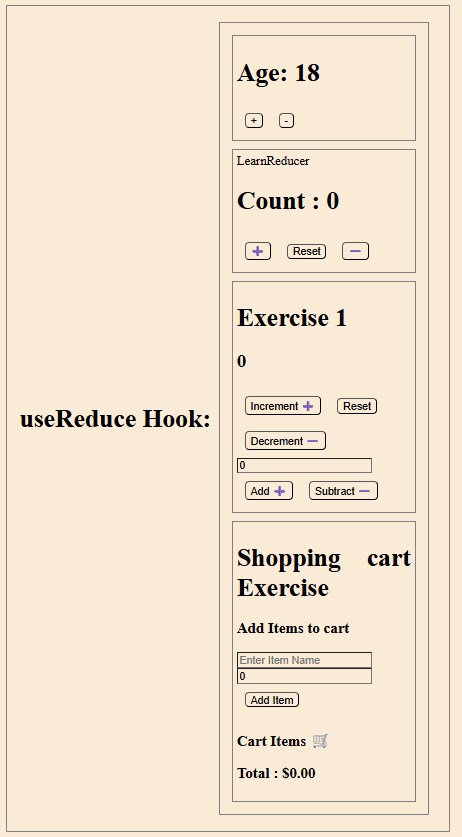 useReduce Hook:
Age: 18
+ -
LearnReducer
Count : 0
➕ Reset ➖
Exercise 1
0
Increment ➕ Reset
Decrement ➖
0
Add ➕ Subtract ➖
Shopping cart
Exercise
Add Items to cart
Enter Item Name
0
Add Item
Cart Items 🛒
Total : $0.00